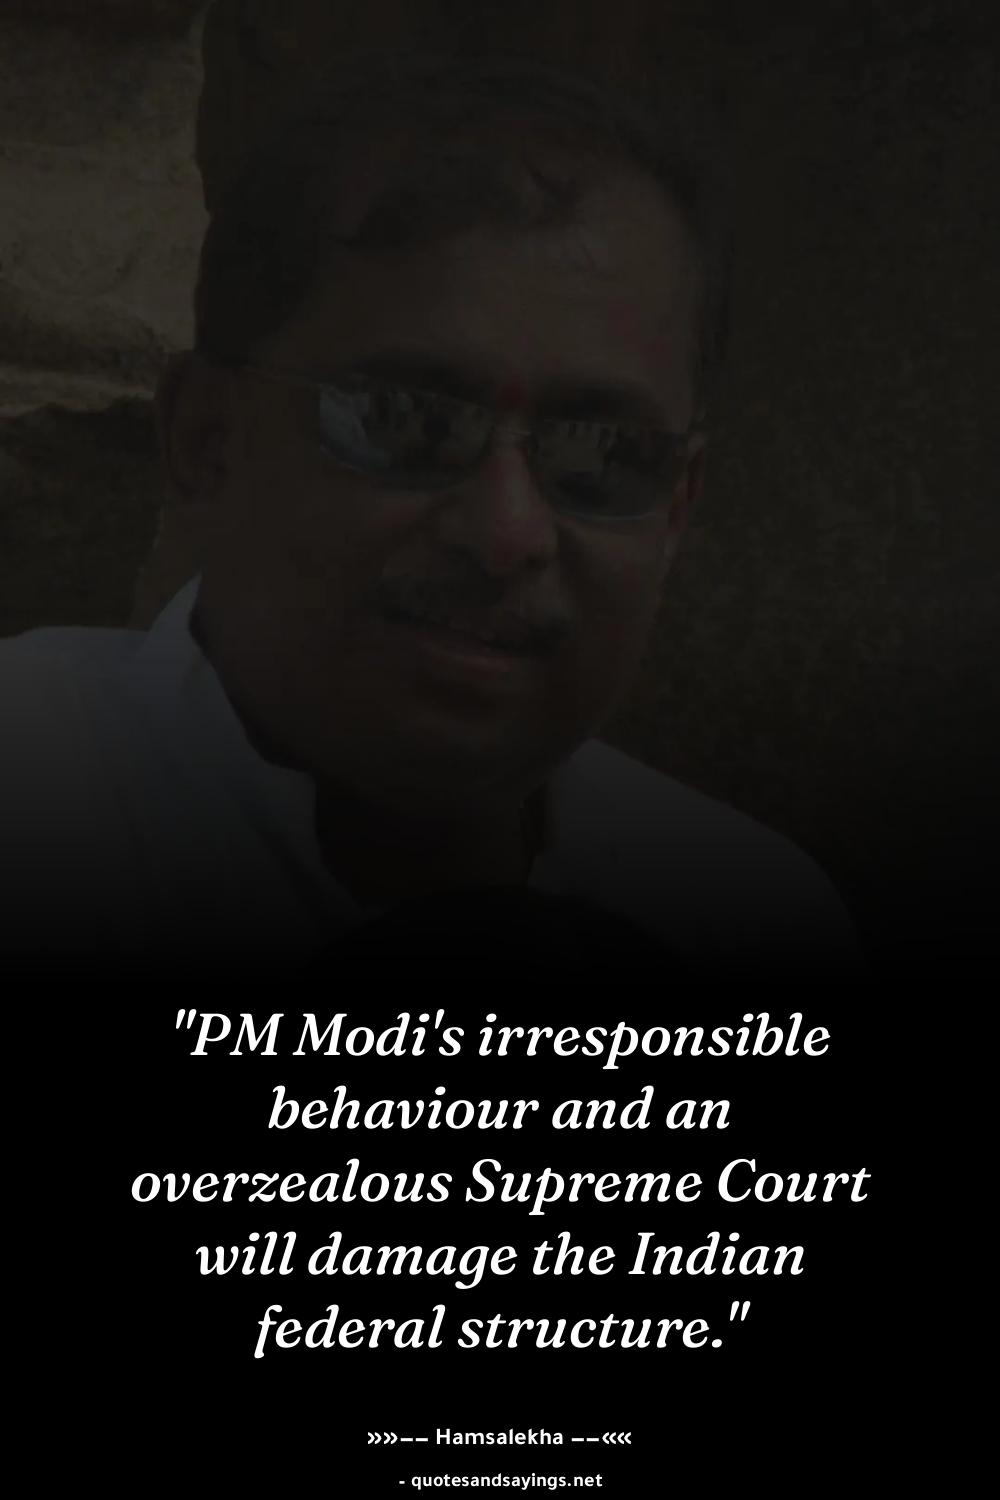 "PM Modi's irresponsible
behaviour and an
overzealous Supreme Court
will damage the Indian
federal structure."
»»–– Hamsalekha ––««
- quotesandsayings.net